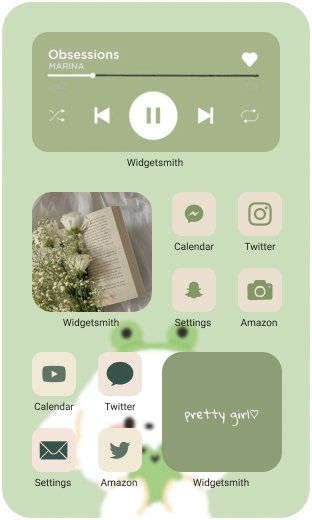 Obsessions
MARINA
Widgetsmith
Calendar
Twitter
Widgetsmith
Settings
Amazon
Calendar
Twitter
pretty girl♡
Settings
Amazon
Widgetsmith